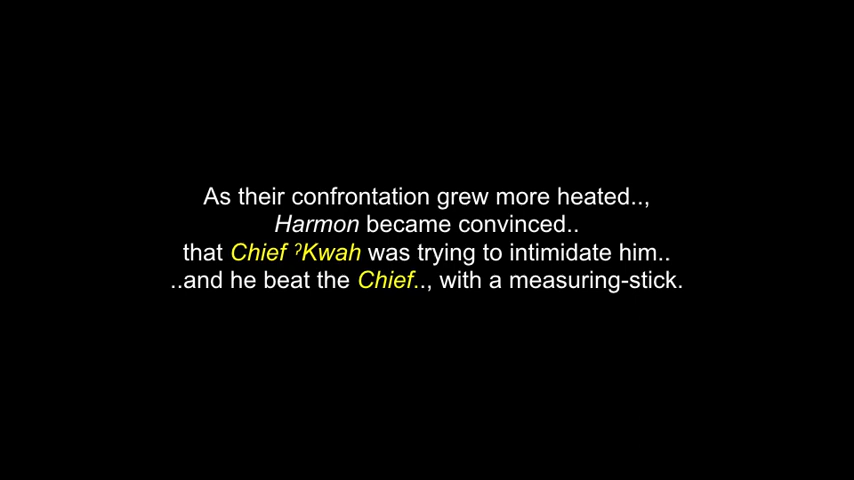 As their confrontation grew more heated..,
Harmon became convinced..
that Chief ˀKwah was trying to intimidate him..
..and he beat the Chief.., with a measuring-stick.